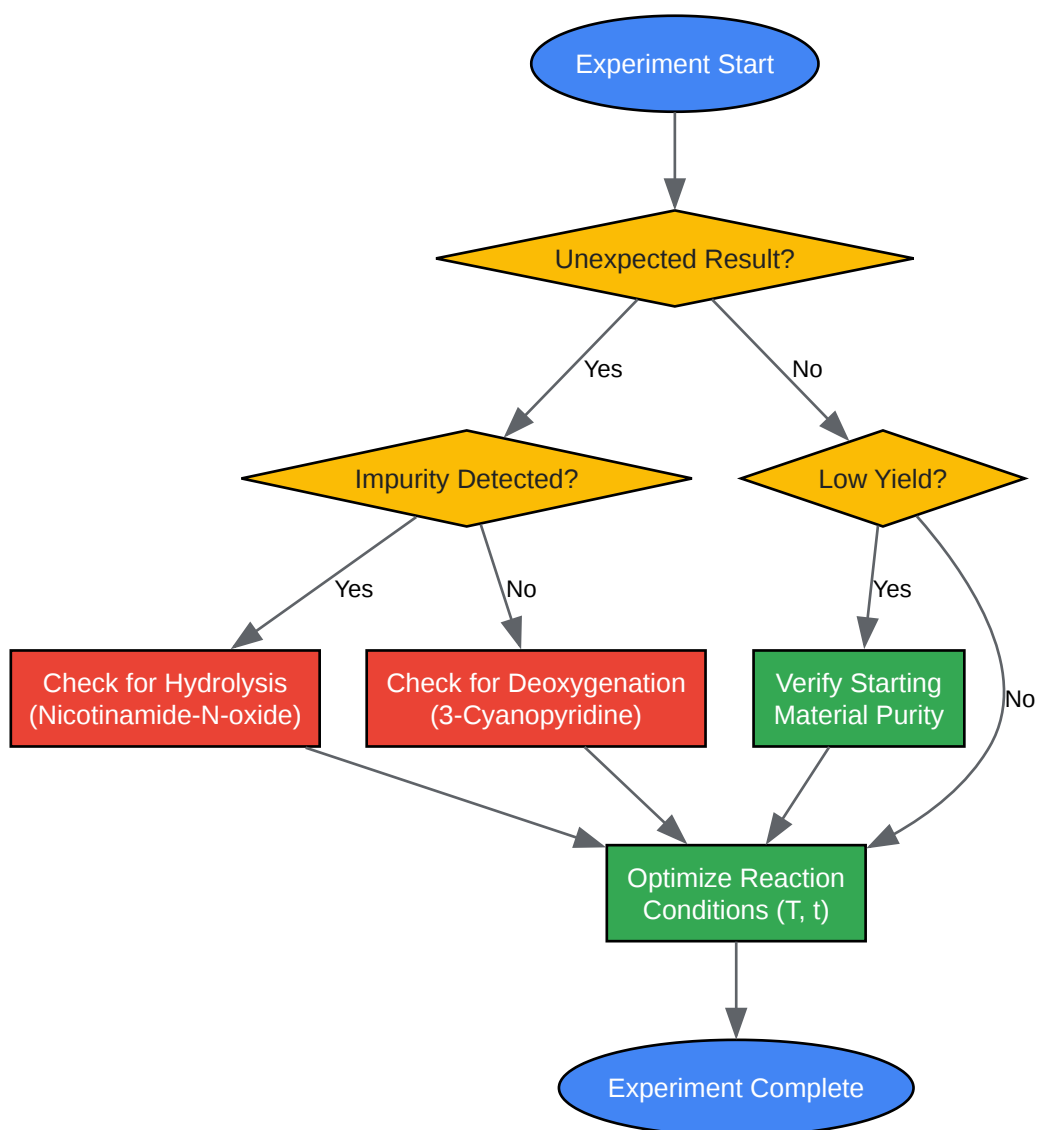 Experiment Start
Unexpected Result?
Yes
No
Impurity Detected?
Low Yield?
Yes
No
Yes
No
Check for Hydrolysis
(Nicotinamide-N-oxide)
Check for Deoxygenation
(3-Cyanopyridine)
Verify Starting
Material Purity
Optimize Reaction
Conditions (T, t)
Experiment Complete